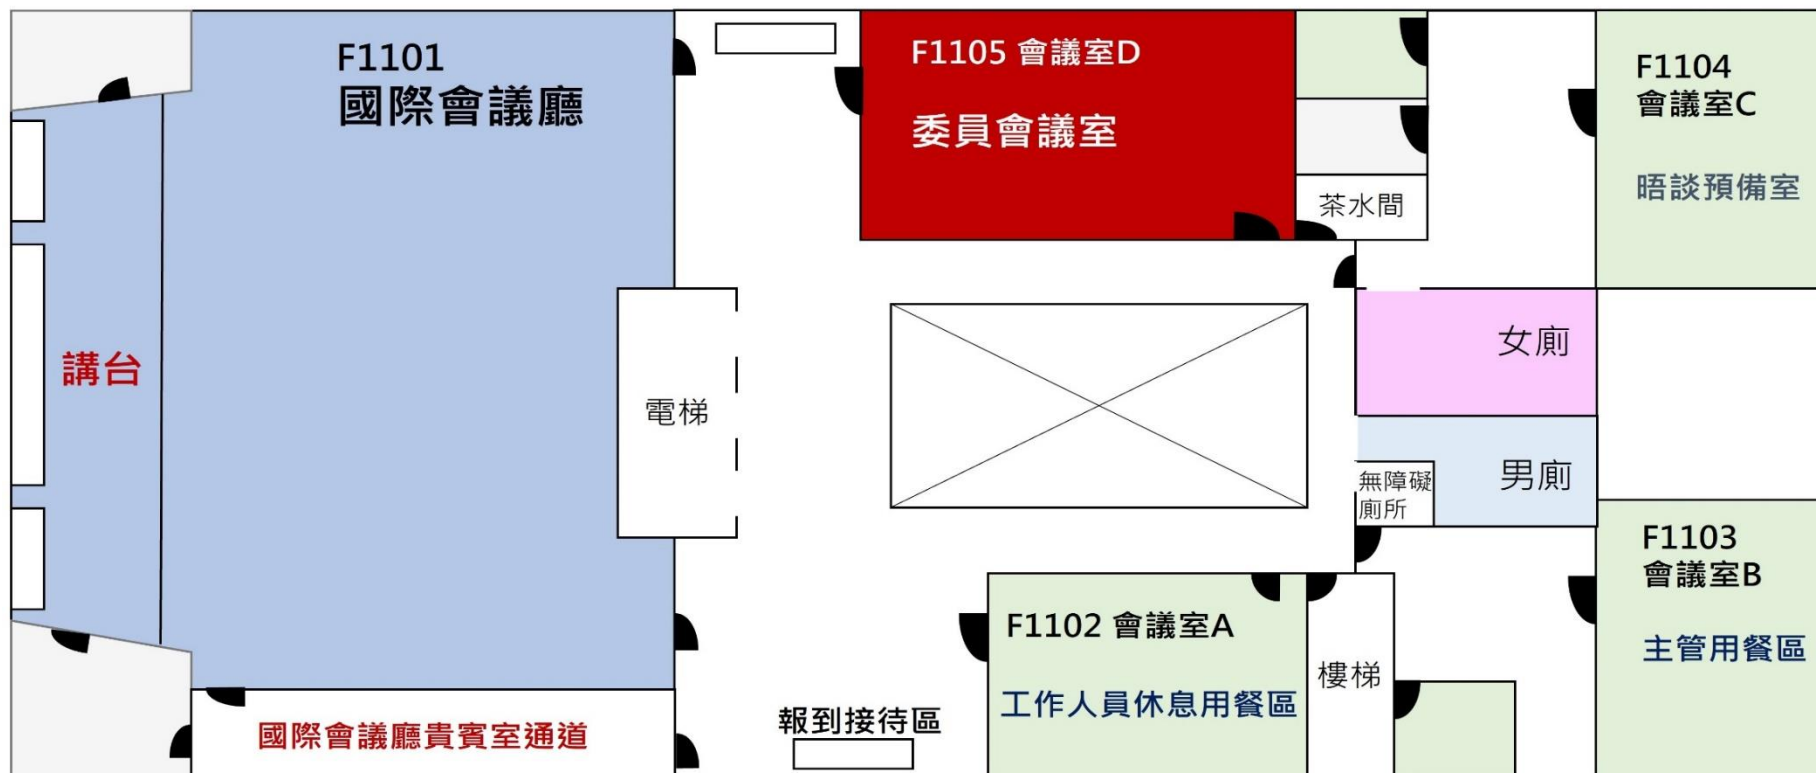 F1101
國際會議廳
講台
國際會議廳貴賓室通道
電梯
F1105 會議室D
委員會議室
茶水間
F1104
會議室C
晤談預備室
女廁
男廁
無障礙
廁所
F1103
會議室B
主管用餐區
F1102 會議室A
工作人員休息用餐區
樓梯
報到接待區